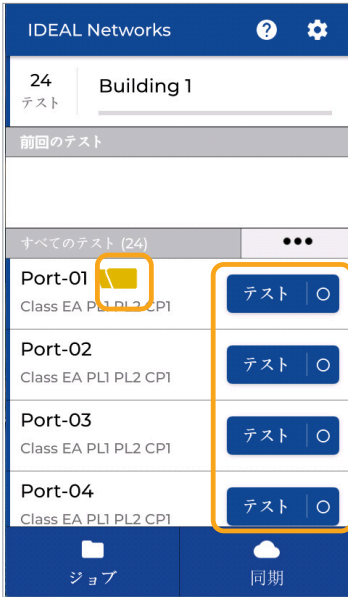 IDEAL Networks
24
テスト
Building 1
前回のテスト
すべてのテスト (24)
Port-01
テスト
Class EA PL1 PL2 CP1
Port-02
テスト
Class EA PL1 PL2 CP1
Port-03
テスト
Class EA PL1 PL2 CP1
Port-04
テスト
Class EA PL1 PL2 CP1
ジョブ
同期